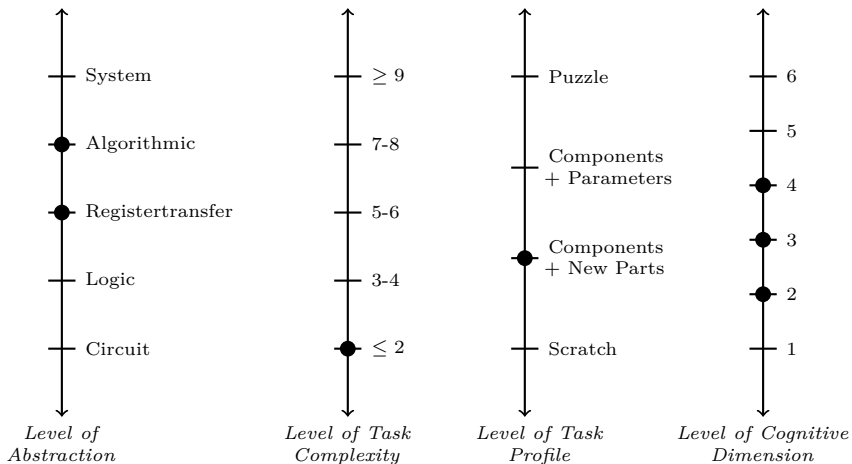 System
Algorithmic
Registertransfer
Logic
Circuit
Level of
Abstraction
≥ 9
7-8
5-6
3-4
≤ 2
Level of Task
Complexity
Puzzle
Components
+ Parameters
Components
+ New Parts
Scratch
Level of Task
Profile
6
5
4
3
2
1
Level of Cognitive
Dimension